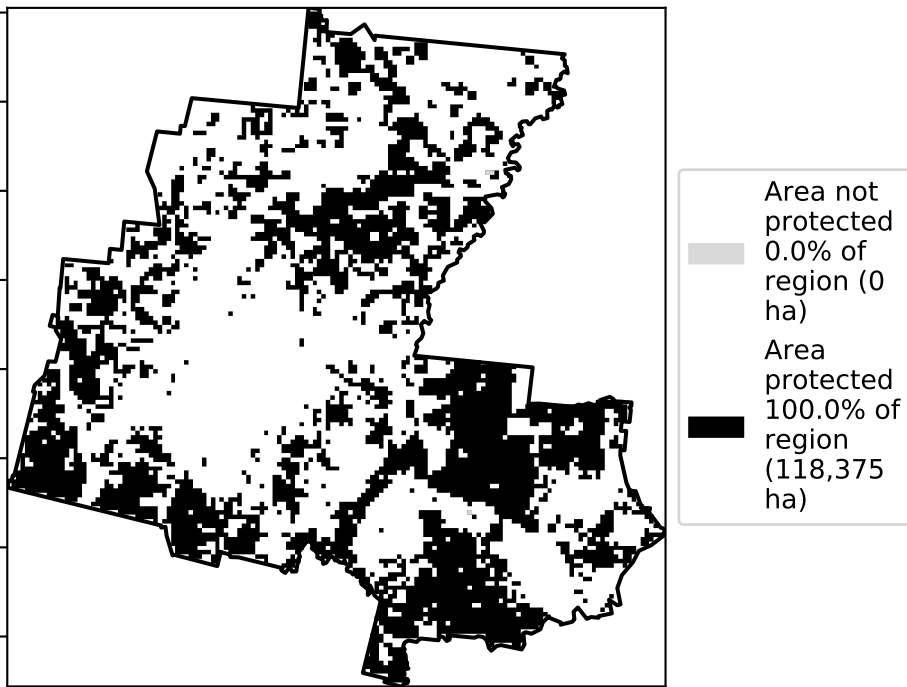 Area not
protected
0.0% of
region (0
ha)
Area
protected
100.0% of
region
(118,375
ha)